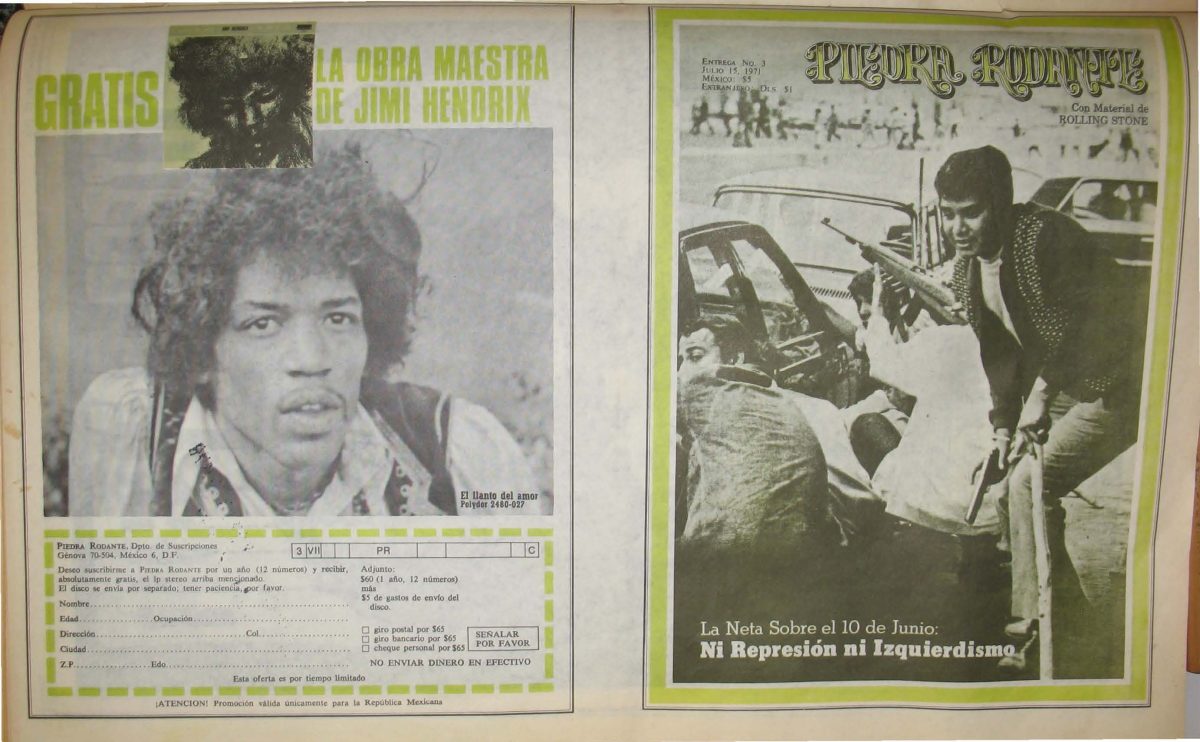 GRATIS
JIMI HENDRIX
LA OBRA MAESTRA
DE JIMI HENDRIX
El llanto del amor
Polydor 2480-027
PIEDRA RODANTE, Dpto. de Suscripciones
Génova 70-504, México 6, D.F.
3 VII PR C
Deseo suscribirme a PIEDRA RODANTE por un año (12 números) y recibir,
absolutamente gratis, el lp stereo arriba mencionado.
El disco se envía por separado; tener paciencia, por favor.
Nombre
Edad Ocupación
Dirección Col.
Ciudad
Z.P. Edo.
Adjunto:
$60 (1 año, 12 números)
más
$5 de gastos de envío del
disco.
giro postal por $65
giro bancario por $65
cheque personal por $65
SEÑALAR
POR FAVOR
NO ENVIAR DINERO EN EFECTIVO
Esta oferta es por tiempo limitado
¡ATENCION! Promoción válida únicamente para la República Mexicana
ENTREGA NO. 3
JULIO 15, 1971
MÉXICO: $5
EXTRANJERO: DLS. $1
PIEDRA RODANTE
Con Material de
ROLLING STONE
La Neta Sobre el 10 de Junio:
Ni Represión ni Izquierdismo